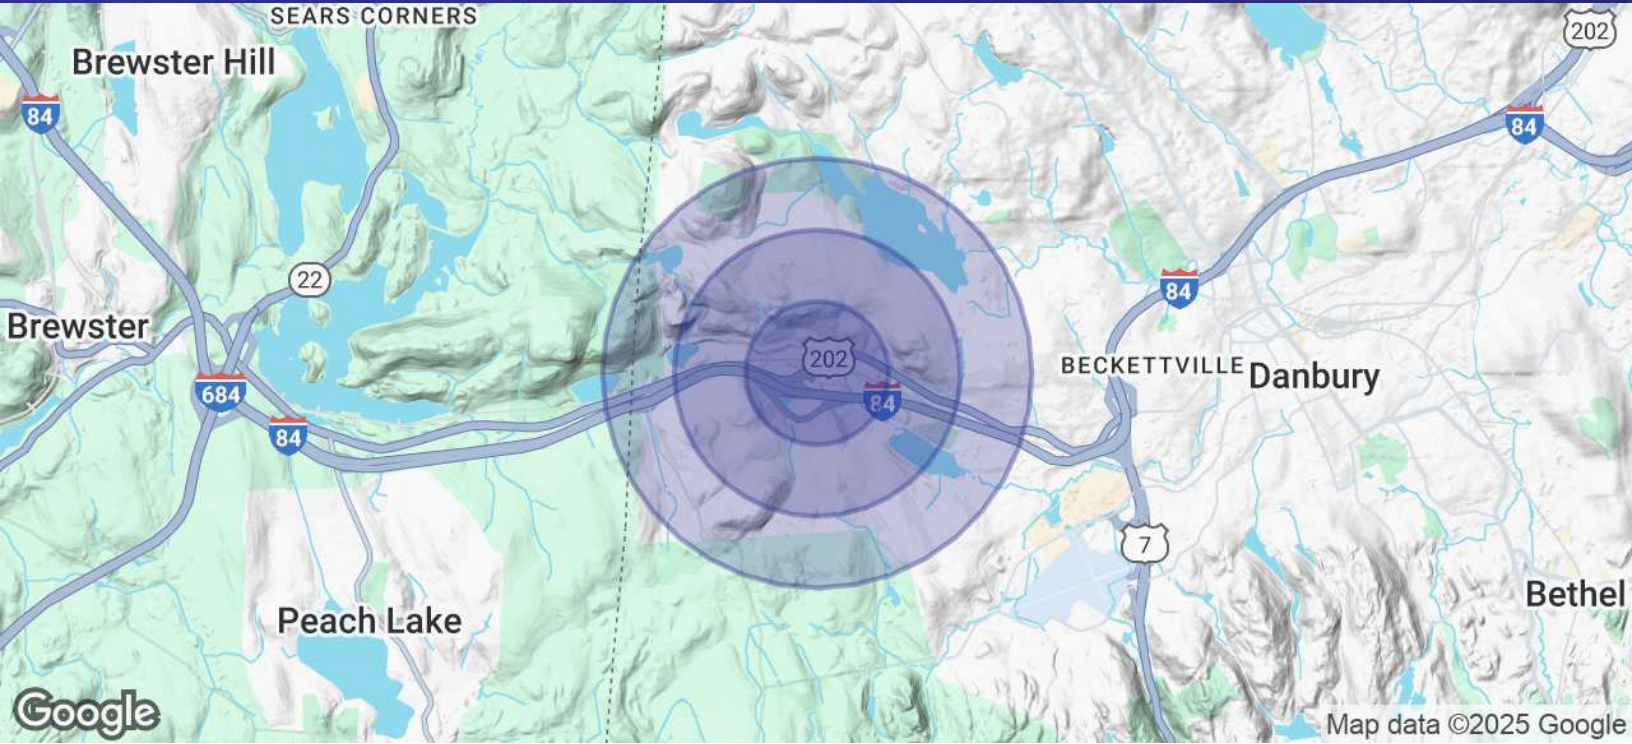 SEARS CORNERS
202
Brewster Hill
84
84
22
84
Brewster
202
BECKETTVILLE
Danbury
684
84
84
7
Bethel
Peach Lake
Google
Map data ©2025 Google